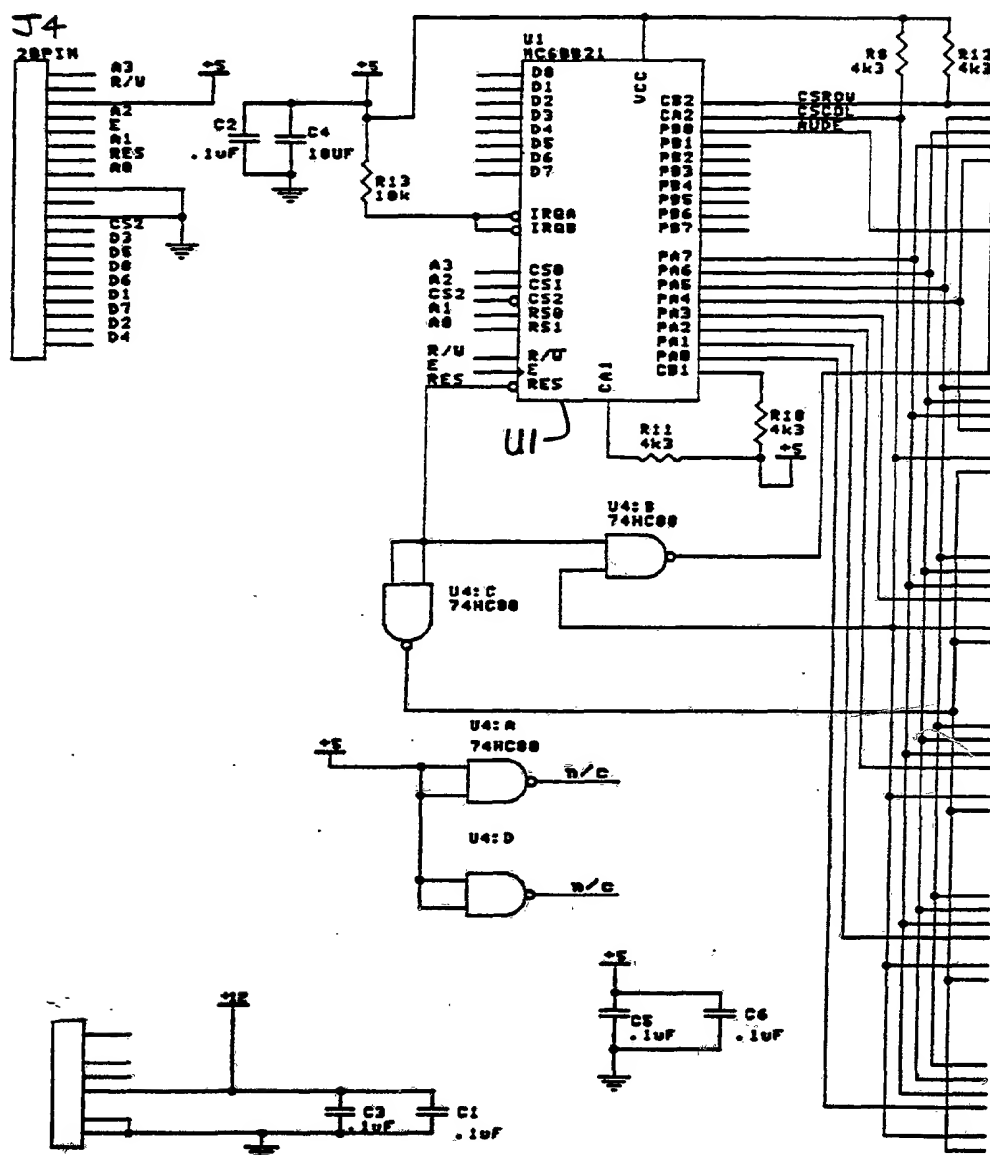 J4
20PIN
A3
R/W
A2
E
A1
RES
A0
CS2
D3
D5
D0
D6
D1
D7
D2
D4
+5
C2
.1uF
C4
10UF
+5
R13
10k
U1
MC68B21
D0
D1
D2
D3
D4
D5
D6
D7
IRQA
IRQB
A3
A2
CS2
A1
A0
CS0
CS1
CS2
RS0
RS1
R/W
E
RES
R/W
E
RES
VCC
CA1
CB2
CA2
PB0
PB1
PB2
PB3
PB4
PB5
PB6
PB7
PA7
PA6
PA5
PA4
PA3
PA2
PA1
PA0
CB1
CSROW
CSCOL
AUDE
R9
4k3
R12
4k3
U1
R11
4k3
R10
4k3
+5
U4:B
74HC00
U4:C
74HC00
U4:A
74HC00
+5
n/c
U4:D
n/c
+5
C5
.1uF
C6
.1uF
+12
C3
.1uF
C1
.1uF